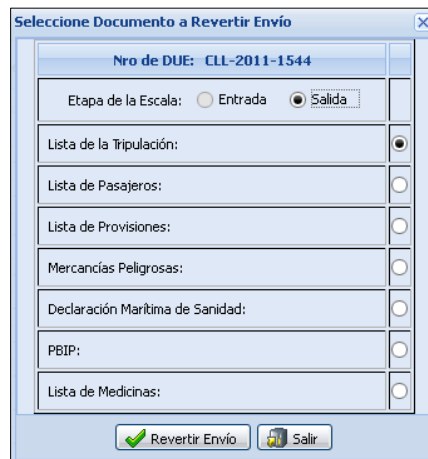 Seleccione Documento a Revertir Envío
Nro de DUE: CLL-2011-1544
Etapa de la Escala: Entrada Salida
Lista de la Tripulación:
Lista de Pasajeros:
Lista de Provisiones:
Mercancías Peligrosas:
Declaración Marítima de Sanidad:
PBIP:
Lista de Medicinas:
Revertir Envío Salir